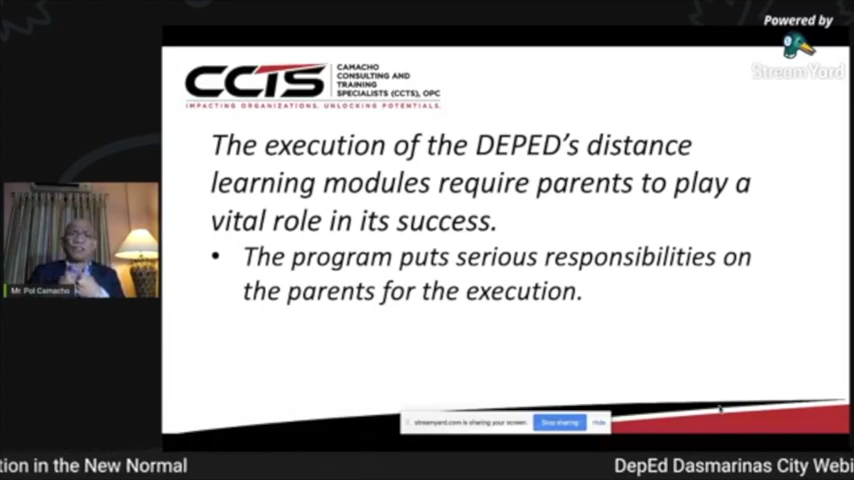 Powered by
StreamYard
CCTS
CAMACHO
CONSULTING AND
TRAINING
SPECIALISTS (CCTS), OPC
IMPACTING ORGANIZATIONS. UNLOCKING POTENTIALS.
The execution of the DEPED’s distance
learning modules require parents to play a
vital role in its success.
• The program puts serious responsibilities on
the parents for the execution.
Mr. Pol Camacho
streamyard.com is sharing your screen. Stop sharing Hide
tion in the New Normal
DepEd Dasmarinas City Webi